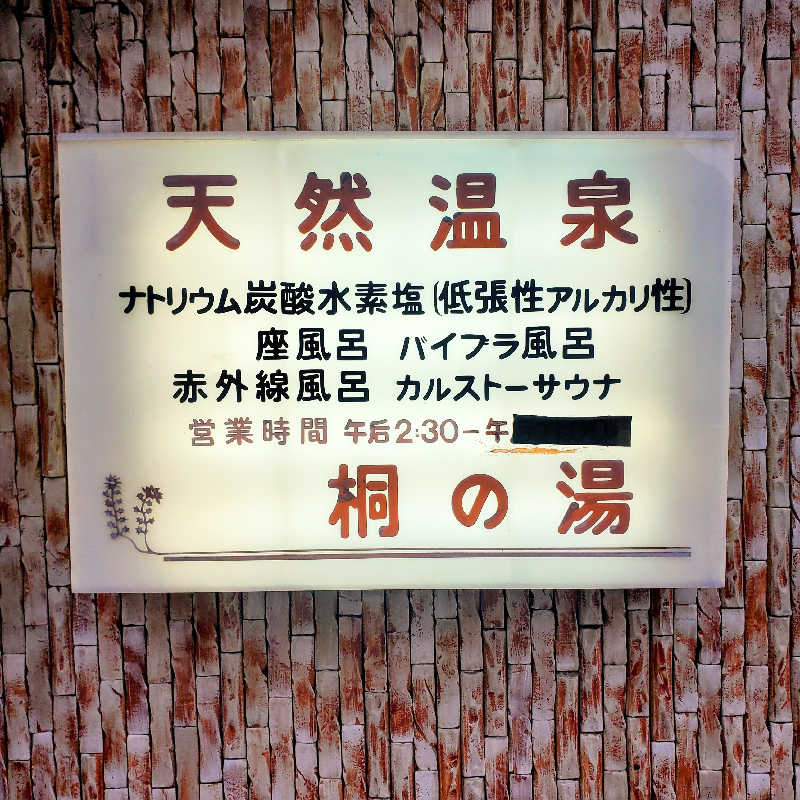 天然温泉
ナトリウム炭酸水素塩(低張性アルカリ性)
座風呂 バイブラ風呂
赤外線風呂 カルストーサウナ
営業時間 午后2:30-午
桐の湯